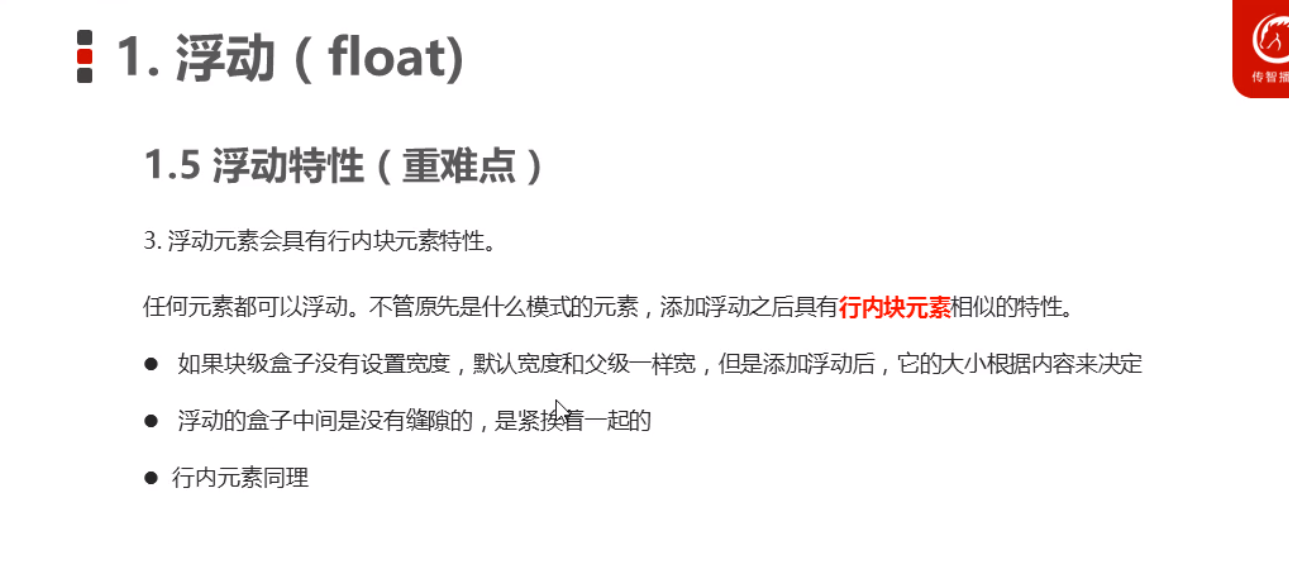 1. 浮动（float)
传智播
1.5 浮动特性（重难点）
3. 浮动元素会具有行内块元素特性。
任何元素都可以浮动。不管原先是什么模式的元素，添加浮动之后具有行内块元素相似的特性。
● 如果块级盒子没有设置宽度，默认宽度和父级一样宽，但是添加浮动后，它的大小根据内容来决定
● 浮动的盒子中间是没有缝隙的，是紧挨着一起的
● 行内元素同理